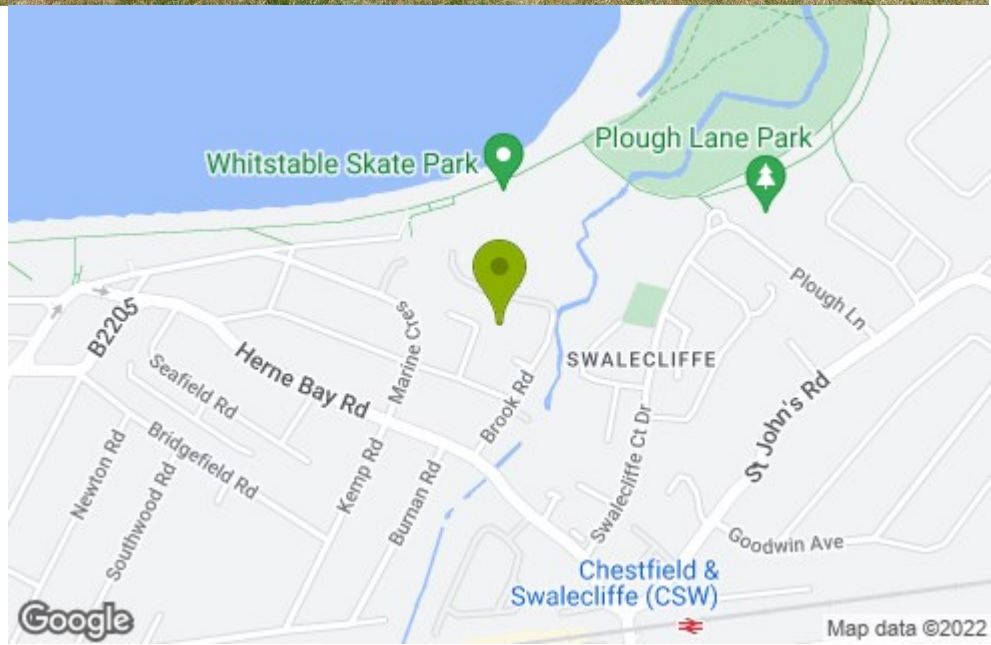 Whitstable Skate Park
Plough Lane Park
B2205
Herne Bay Rd
Marine Cres
Seafield Rd
Bridgefield Rd
Newton Rd
Southwood Rd
Kemp Rd
Burnan Rd
Brook Rd
SWALECLIFFE
Plough Ln
St John's Rd
Swalecliffe Ct Dr
Goodwin Ave
Chestfield &
Swalecliffe (CSW)
Google
Map data ©2022